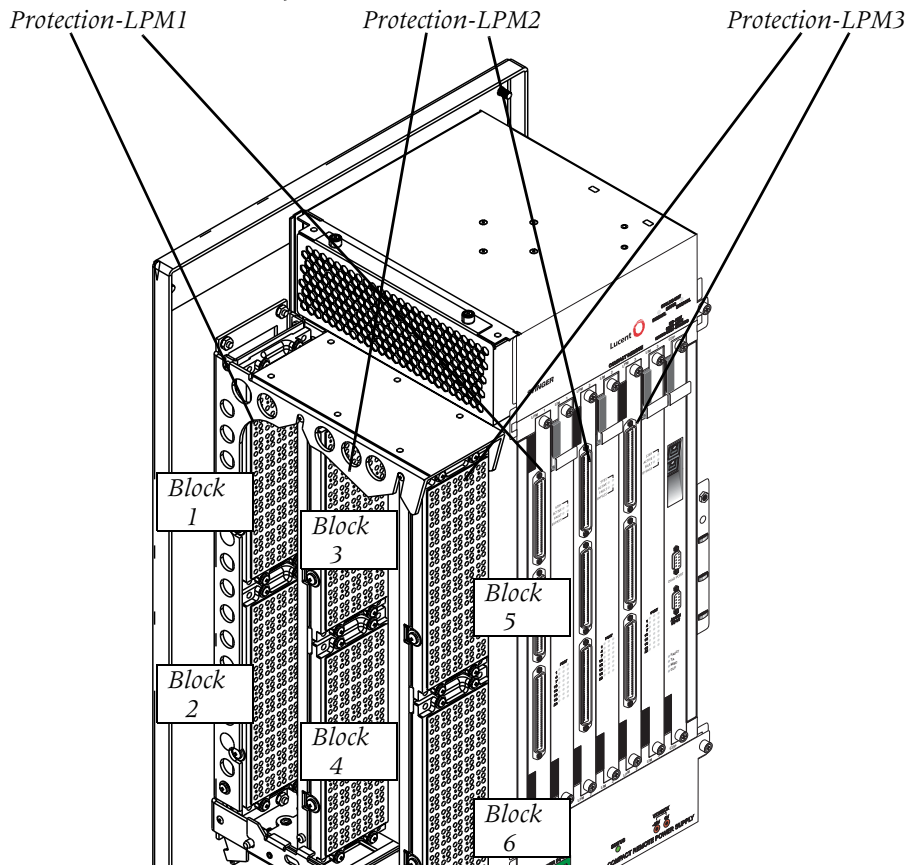 Protection-LPM1
Protection-LPM2
Protection-LPM3
Lucent
Block
1
Block
3
Block
5
Block
2
Block
4
Block
6
COMPACT REMOTE POWER SUPPLY